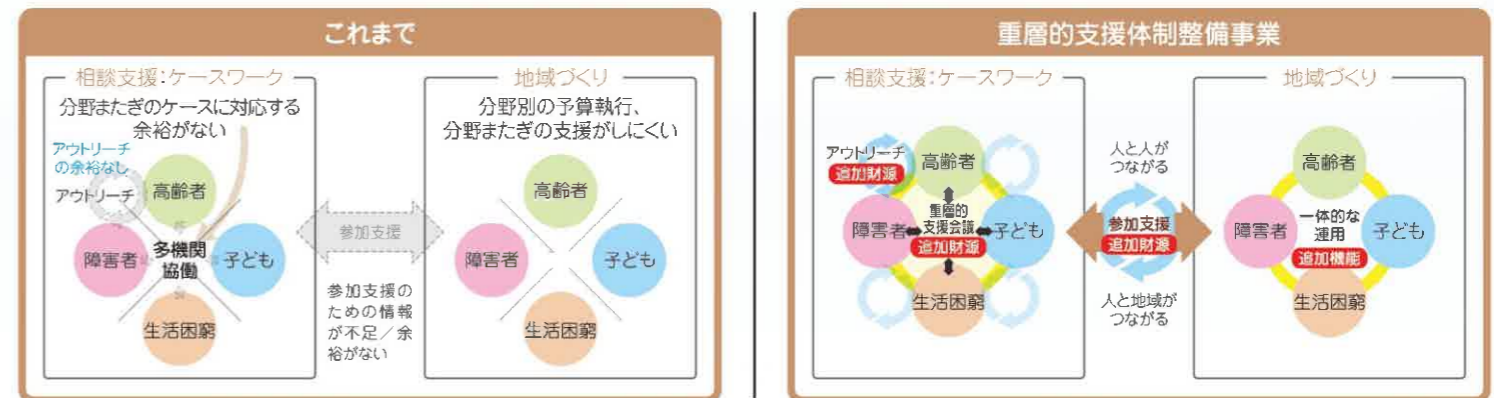 これまで
相談支援:ケースワーク
分野またぎのケースに対応する
余裕がない
アウトリーチ
の余裕なし
アウトリーチ
高齢者
障害者
多機関
協働
子ども
生活困窮
参加支援
参加支援の
ための情報
が不足／余
裕がない
地域づくり
分野別の予算執行、
分野またぎの支援がしにくい
高齢者
障害者
子ども
生活困窮
重層的支援体制整備事業
相談支援:ケースワーク
アウトリーチ
追加財源
高齢者
障害者
重層的
支援会議
追加財源
子ども
生活困窮
人と人が
つながる
参加支援
追加財源
人と地域が
つながる
地域づくり
高齢者
障害者
一体的な
運用
追加機能
子ども
生活困窮